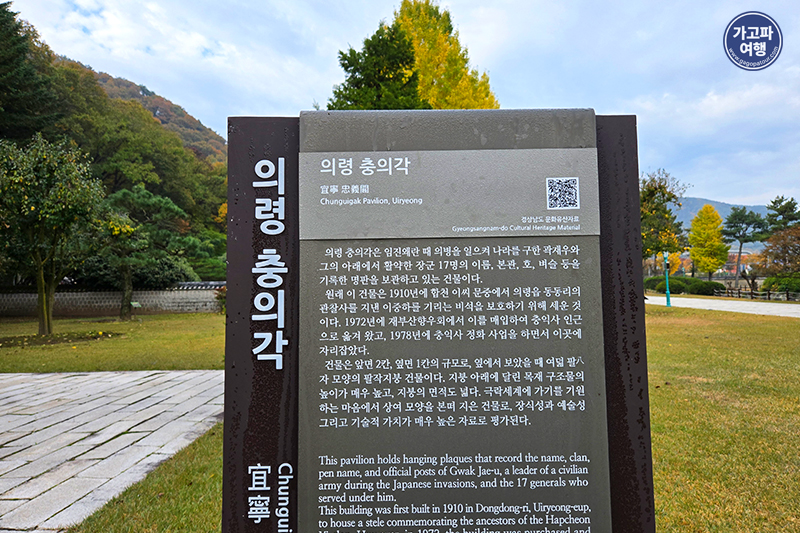 가고파
여행
www.gagopatour.com
의령 충의각
宜寧
Chungui
의령 충의각
宜寧 忠義閣
Chunguigak Pavilion, Uiryeong
경상남도 문화유산자료
Gyeongsangnam-do Cultural Heritage Material
의령 충의각은 임진왜란 때 의병을 일으켜 나라를 구한 곽재우와
그의 아래에서 활약한 장군 17명의 이름, 본관, 호, 벼슬 등을
기록한 명판을 보관하고 있는 건물이다.
원래 이 건물은 1910년에 합천 이씨 문중에서 의령읍 동동리의
관찰사를 지낸 이중하를 기리는 비석을 보호하기 위해 세운 것
이다. 1972년에 재부산향우회에서 이를 매입하여 충익사 인근
으로 옮겨 왔고, 1978년에 충익사 정화 사업을 하면서 이곳에
자리잡았다.
건물은 앞면 2칸, 옆면 1칸의 규모로, 옆에서 보았을 때 여덟 팔八
자 모양의 팔작지붕 건물이다. 지붕 아래에 달린 목재 구조물의
높이가 매우 높고, 지붕의 면적도 넓다. 극락세계에 가기를 기원
하는 마음에서 상여 모양을 본떠 지은 건물로, 장식성과 예술성
그리고 기술적 가치가 매우 높은 자료로 평가된다.
This pavilion holds hanging plaques that record the name, clan,
pen name, and official posts of Gwak Jae-u, a leader of a civilian
army during the Japanese invasions, and the 17 generals who
served under him.
This building was first built in 1910 in Dongdong-ri, Uiryeong-eup,
to house a stele commemorating the ancestors of the Hapcheon
in 1972, the building was purchased and